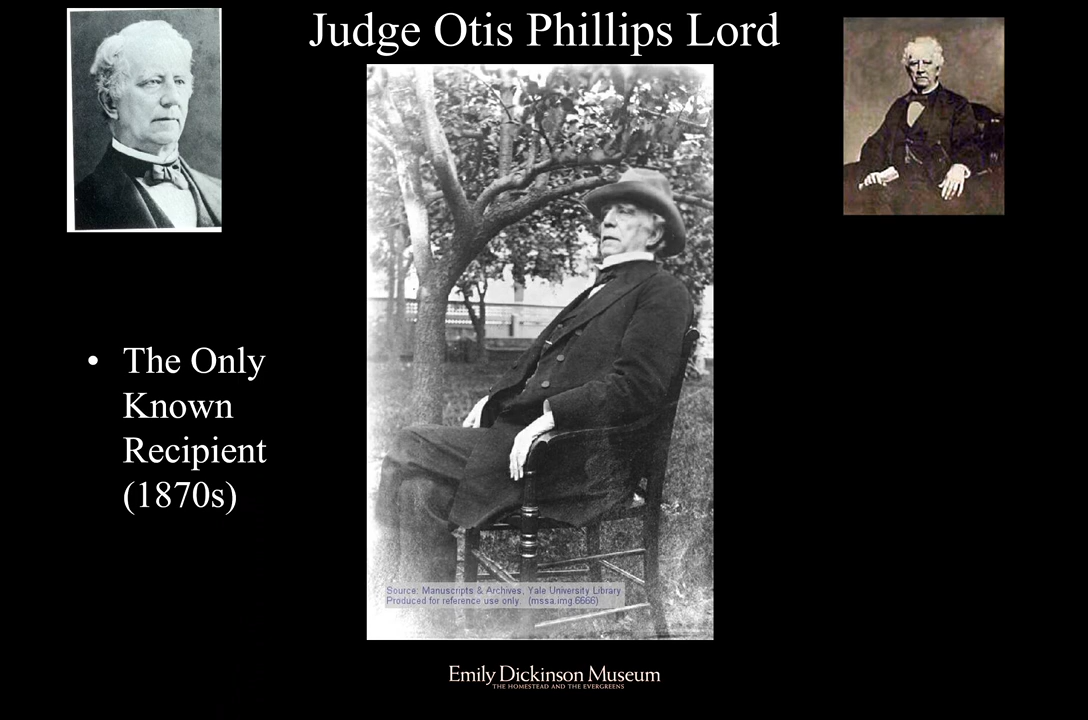 Judge Otis Phillips Lord
• The Only
Known
Recipient
(1870s)
Source: Manuscripts & Archives, Yale University Library
Produced for reference use only. (mssa.img.6666)
Emily Dickinson Museum
THE HOMESTEAD AND THE EVERGREENS